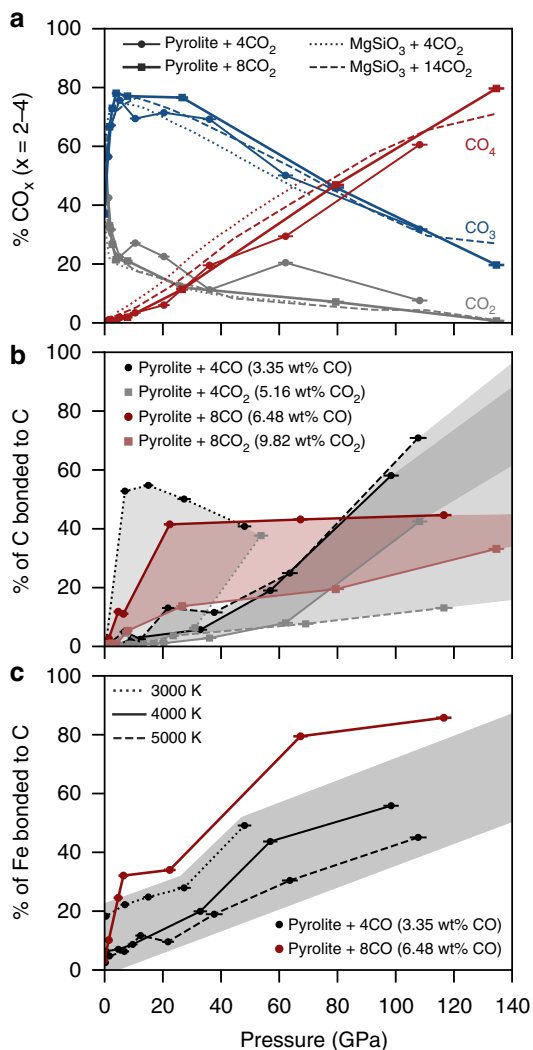 a
100
Pyrolite + 4CO₂
MgSiO₃ + 4CO₂
Pyrolite + 8CO₂
MgSiO₃ + 14CO₂
80
60
40
20
0
% COₓ (x = 2–4)
CO₄
CO₃
CO₂
b
100
Pyrolite + 4CO (3.35 wt% CO)
Pyrolite + 4CO₂ (5.16 wt% CO₂)
Pyrolite + 8CO (6.48 wt% CO)
Pyrolite + 8CO₂ (9.82 wt% CO₂)
80
60
40
20
0
% of C bonded to C
c
100
3000 K
4000 K
5000 K
80
60
40
20
0
% of Fe bonded to C
Pyrolite + 4CO (3.35 wt% CO)
Pyrolite + 8CO (6.48 wt% CO)
0 20 40 60 80 100 120 140
Pressure (GPa)